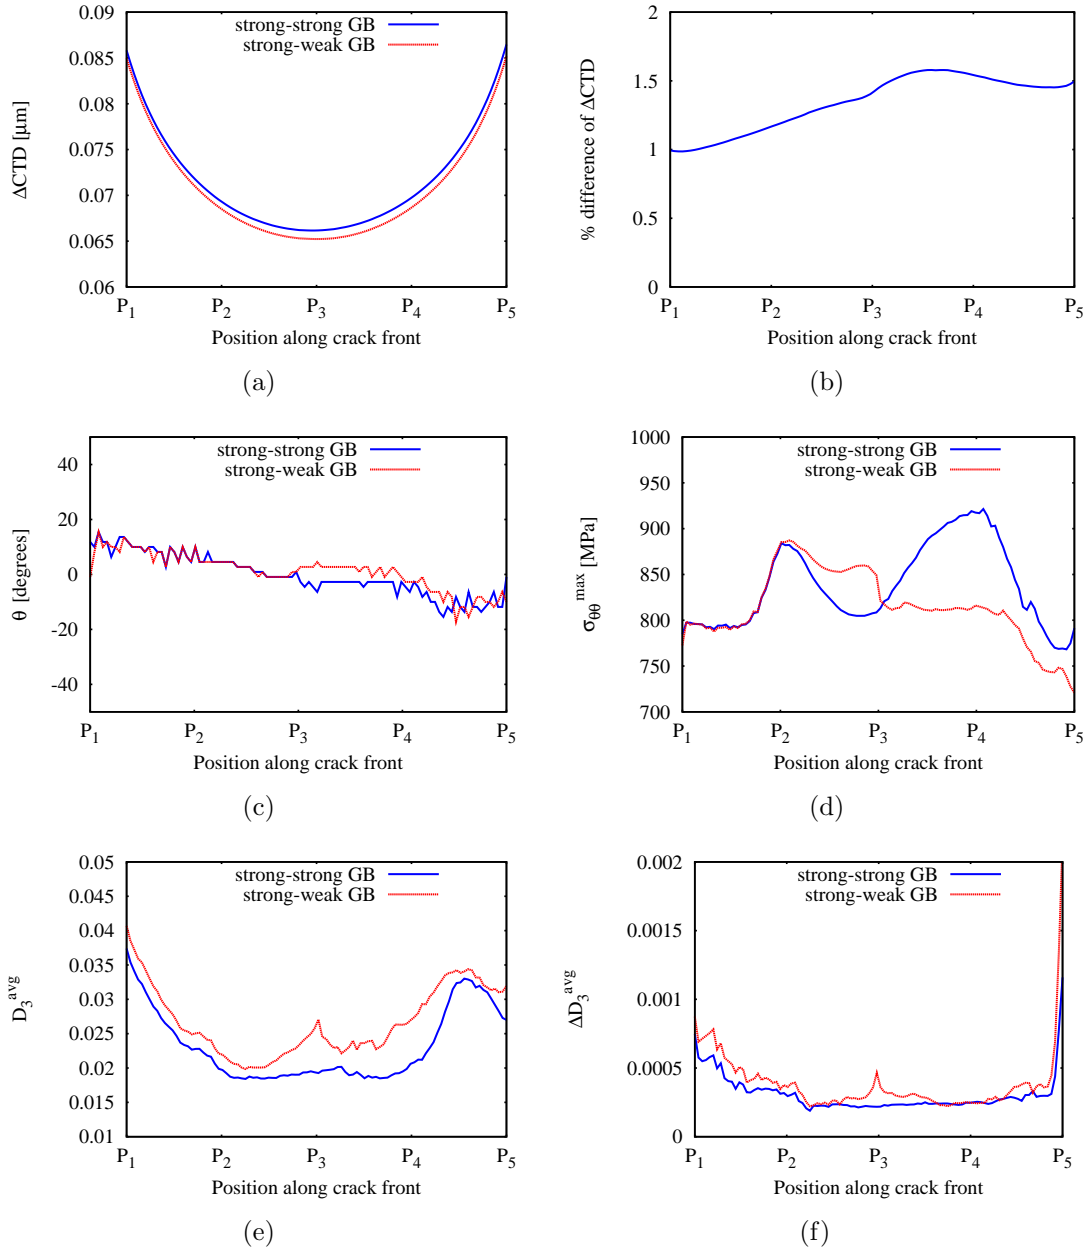 0.09
0.085
0.08
0.075
0.07
0.065
0.06
ΔCTD [µm]
strong-strong GB
strong-weak GB
P1 P2 P3 P4 P5
Position along crack front
(a)
2
1.5
1
0.5
0
% difference of ΔCTD
P1 P2 P3 P4 P5
Position along crack front
(b)
40
20
0
-20
-40
θ [degrees]
strong-strong GB
strong-weak GB
P1 P2 P3 P4 P5
Position along crack front
(c)
1000
950
900
850
800
750
700
σθθ max [MPa]
strong-strong GB
strong-weak GB
P1 P2 P3 P4 P5
Position along crack front
(d)
0.05
0.045
0.04
0.035
0.03
0.025
0.02
0.015
0.01
D3 avg
strong-strong GB
strong-weak GB
P1 P2 P3 P4 P5
Position along crack front
(e)
0.002
0.0015
0.001
0.0005
0
ΔD3 avg
strong-strong GB
strong-weak GB
P1 P2 P3 P4 P5
Position along crack front
(f)